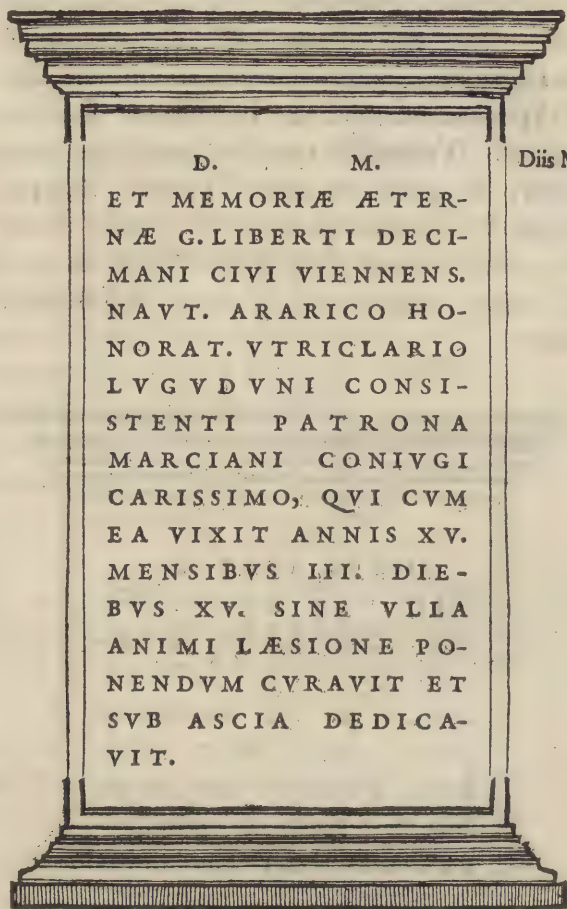 D. M.
Diis
ET MEMORIÆ ÆTER-
NÆ G. LIBERTI DECI-
MANI CIVI VIENNENS.
NAVT. ARARICO HO-
NORAT. VTRICLARIO
LVGVDVNI CONSI-
STENTI PATRONA
MARCIANI CONIVGI
CARISSIMO, QVI CVM
EA VIXIT ANNIS XV.
MENSIBVS III. DIE-
BVS XV. SINE VLLA
ANIMI LÆSIONE PO-
NENDVM CVRAVIT ET
SVB ASCIA DEDICA-
VIT.